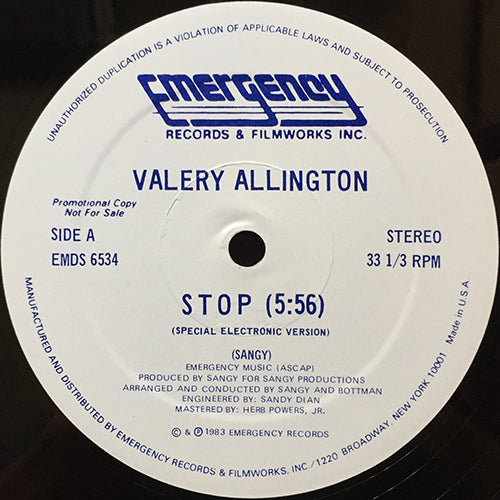 UNAUTHORIZED DUPLICATION IS A VIOLATION OF APPLICABLE LAWS AND SUBJECT TO PROSECUTION
EMERGENCY
RECORDS & FILMWORKS INC.
VALERY ALLINGTON
Promotional Copy
Not For Sale
SIDE A
EMDS 6534
STEREO
33 1/3 RPM
STOP (5:56)
(SPECIAL ELECTRONIC VERSION)
(SANGY)
EMERGENCY MUSIC (ASCAP)
PRODUCED BY SANGY FOR SANGY PRODUCTIONS
ARRANGED AND CONDUCTED BY SANGY AND BOTTMAN
ENGINEERED BY: SANDY DIAN
MASTERED BY: HERB POWERS, JR.
© & ℗ 1983 EMERGENCY RECORDS
MANUFACTURED AND DISTRIBUTED BY EMERGENCY RECORDS & FILMWORKS, INC./1220 BROADWAY, NEW YORK 10001 Made in U.S.A.